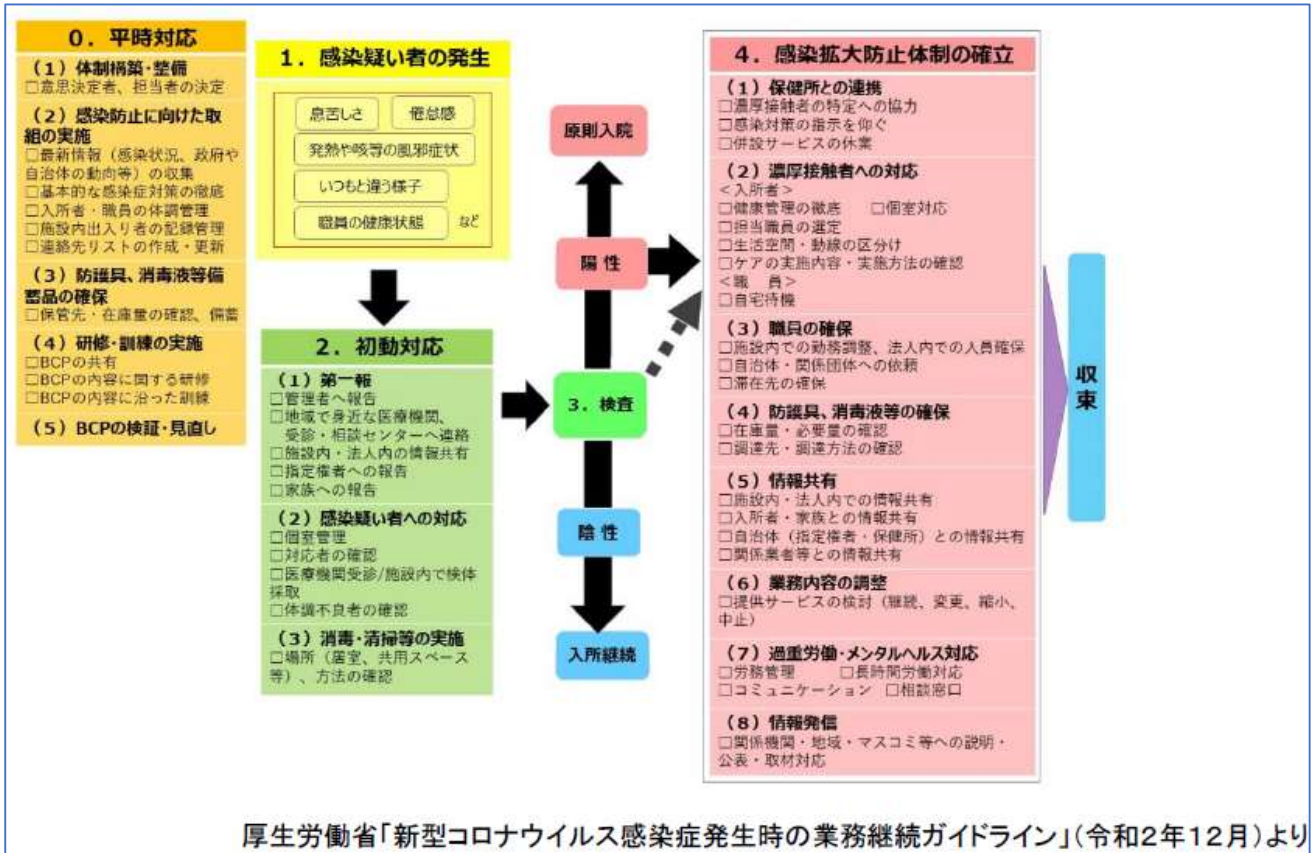 0．平時対応
（１）体制構築・整備
□意思決定者、担当者の決定
（２）感染防止に向けた取
組の実施
□最新情報（感染状況、政府や
自治体の動向等）の収集
□基本的な感染症対策の徹底
□入所者・職員の体調管理
□施設内出入り者の記録管理
□連絡先リストの作成・更新
（３）防護具、消毒液等備
蓄品の確保
□保管先・在庫量の確認、備蓄
（４）研修・訓練の実施
□BCPの共有
□BCPの内容に関する研修
□BCPの内容に沿った訓練
（５）BCPの検証・見直し
1．感染疑い者の発生
息苦しさ
倦怠感
発熱や咳等の風邪症状
いつもと違う様子
職員の健康状態
など
2．初動対応
（１）第一報
□管理者へ報告
□地域で身近な医療機関、
受診・相談センターへ連絡
□施設内・法人内の情報共有
□指定権者への報告
□家族への報告
（２）感染疑い者への対応
□個室管理
□対応者の確認
□医療機関受診/施設内で検体
採取
□体調不良者の確認
（３）消毒・清掃等の実施
□場所（居室、共用スペース
等）、方法の確認
原則入院
陽性
3．検査
陰性
入所継続
4．感染拡大防止体制の確立
（１）保健所との連携
□濃厚接触者の特定への協力
□感染対策の指示を仰ぐ
□併設サービスの休業
（２）濃厚接触者への対応
＜入所者＞
□健康管理の徹底　□個室対応
□担当職員の選定
□生活空間・動線の区分け
□ケアの実施内容・実施方法の確認
＜職　員＞
□自宅待機
（３）職員の確保
□施設内での勤務調整、法人内での人員確保
□自治体・関係団体への依頼
□滞在先の確保
（４）防護具、消毒液等の確保
□在庫量・必要量の確認
□調達先・調達方法の確認
（５）情報共有
□施設内・法人内での情報共有
□入所者・家族との情報共有
□自治体（指定権者・保健所）との情報共有
□関係業者等との情報共有
（６）業務内容の調整
□提供サービスの検討（継続、変更、縮小、
中止）
（７）過重労働・メンタルヘルス対応
□労務管理　□長時間労働対応
□コミュニケーション　□相談窓口
（８）情報発信
□関係機関・地域・マスコミ等への説明・
公表・取材対応
収束
厚生労働省「新型コロナウイルス感染症発生時の業務継続ガイドライン」（令和２年１２月）より